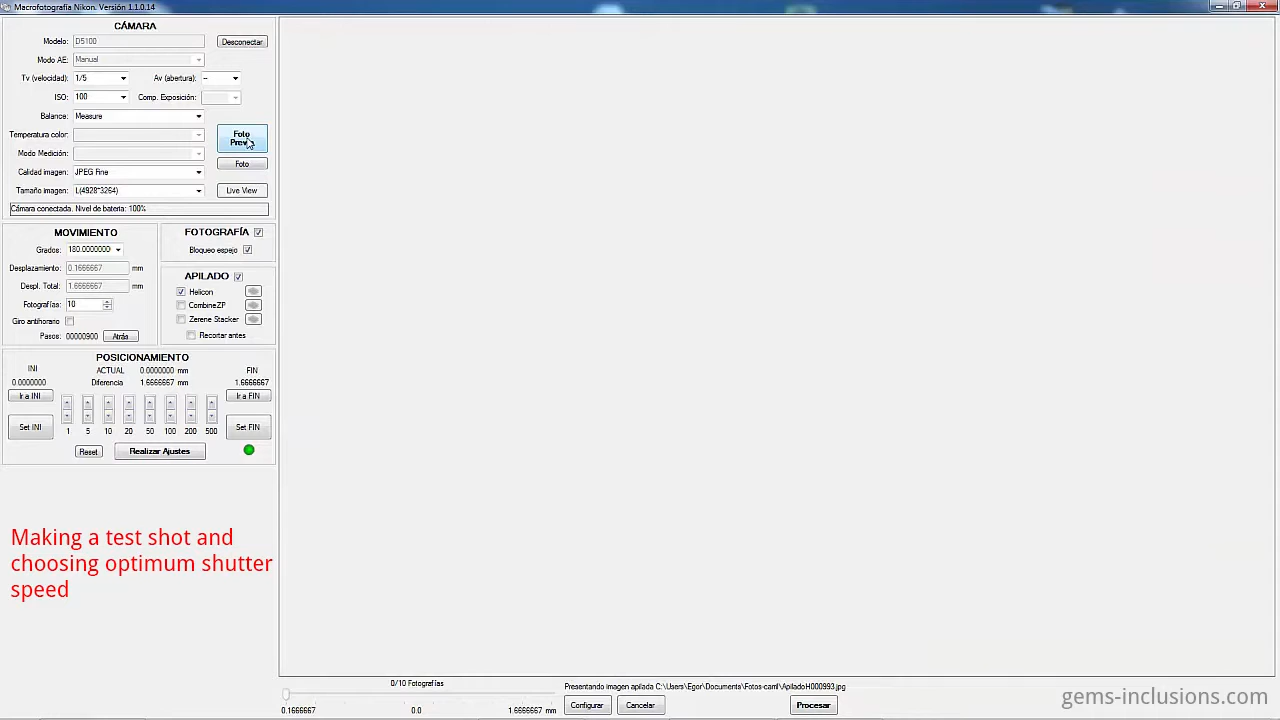 Macrofotografía Nikon. Versión 1.1.0.14
CÁMARA
Modelo: D5100 Desconectar
Modo AE: Manual
Tv (velocidad): 1/5 Av (abertura): --
ISO: 100 Comp. Exposición:
Balance: Measure
Temperatura color: Foto
Modo Medición:
Calidad imagen: JPEG Fine Foto
Tamaño imagen: L(4928*3264) Live View
Cámara conectada. Nivel de batería: 100%
MOVIMIENTO
Grados: 180.0000000
Desplazamiento: 0.1666667 mm
Despl. Total: 1.6666667 mm
Fotografías: 10
Giro antihorario
Pasos: 00000900 Atrás
FOTOGRAFÍA
Bloqueo espejo
APILADO
Helicon
CombineZP
Zerene Stacker
Recortar antes
POSICIONAMIENTO
INI ACTUAL 0.0000000 mm FIN
0.0000000 Diferencia 1.6666667 mm 1.6666667
Ir a INI Ir a FIN
Set INI Set FIN
1 5 10 20 50 100 200 500
Reset Realizar Ajustes
Making a test shot and
choosing optimum shutter
speed
0/10 Fotografías
0.1666667 0.0 1.6666667 mm
Presentando imagen apilada C:\Users\Egor\Documents\Fotos-caml\ApiladoH000993.jpg
Configurar Cancelar Procesar
gems-inclusions.com